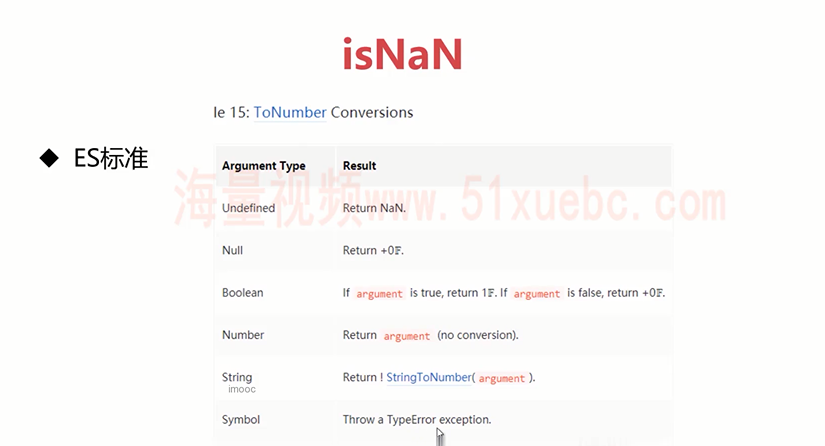 isNaN
le 15: ToNumber Conversions
◆ ES标准
Argument Type Result
海量视频www.51xuebc.com
Undefined Return NaN.
Null Return +0𝔽.
Boolean If argument is true, return 1𝔽. If argument is false, return +0𝔽.
Number Return argument (no conversion).
String Return ! StringToNumber(argument).
imooc
Symbol Throw a TypeError exception.